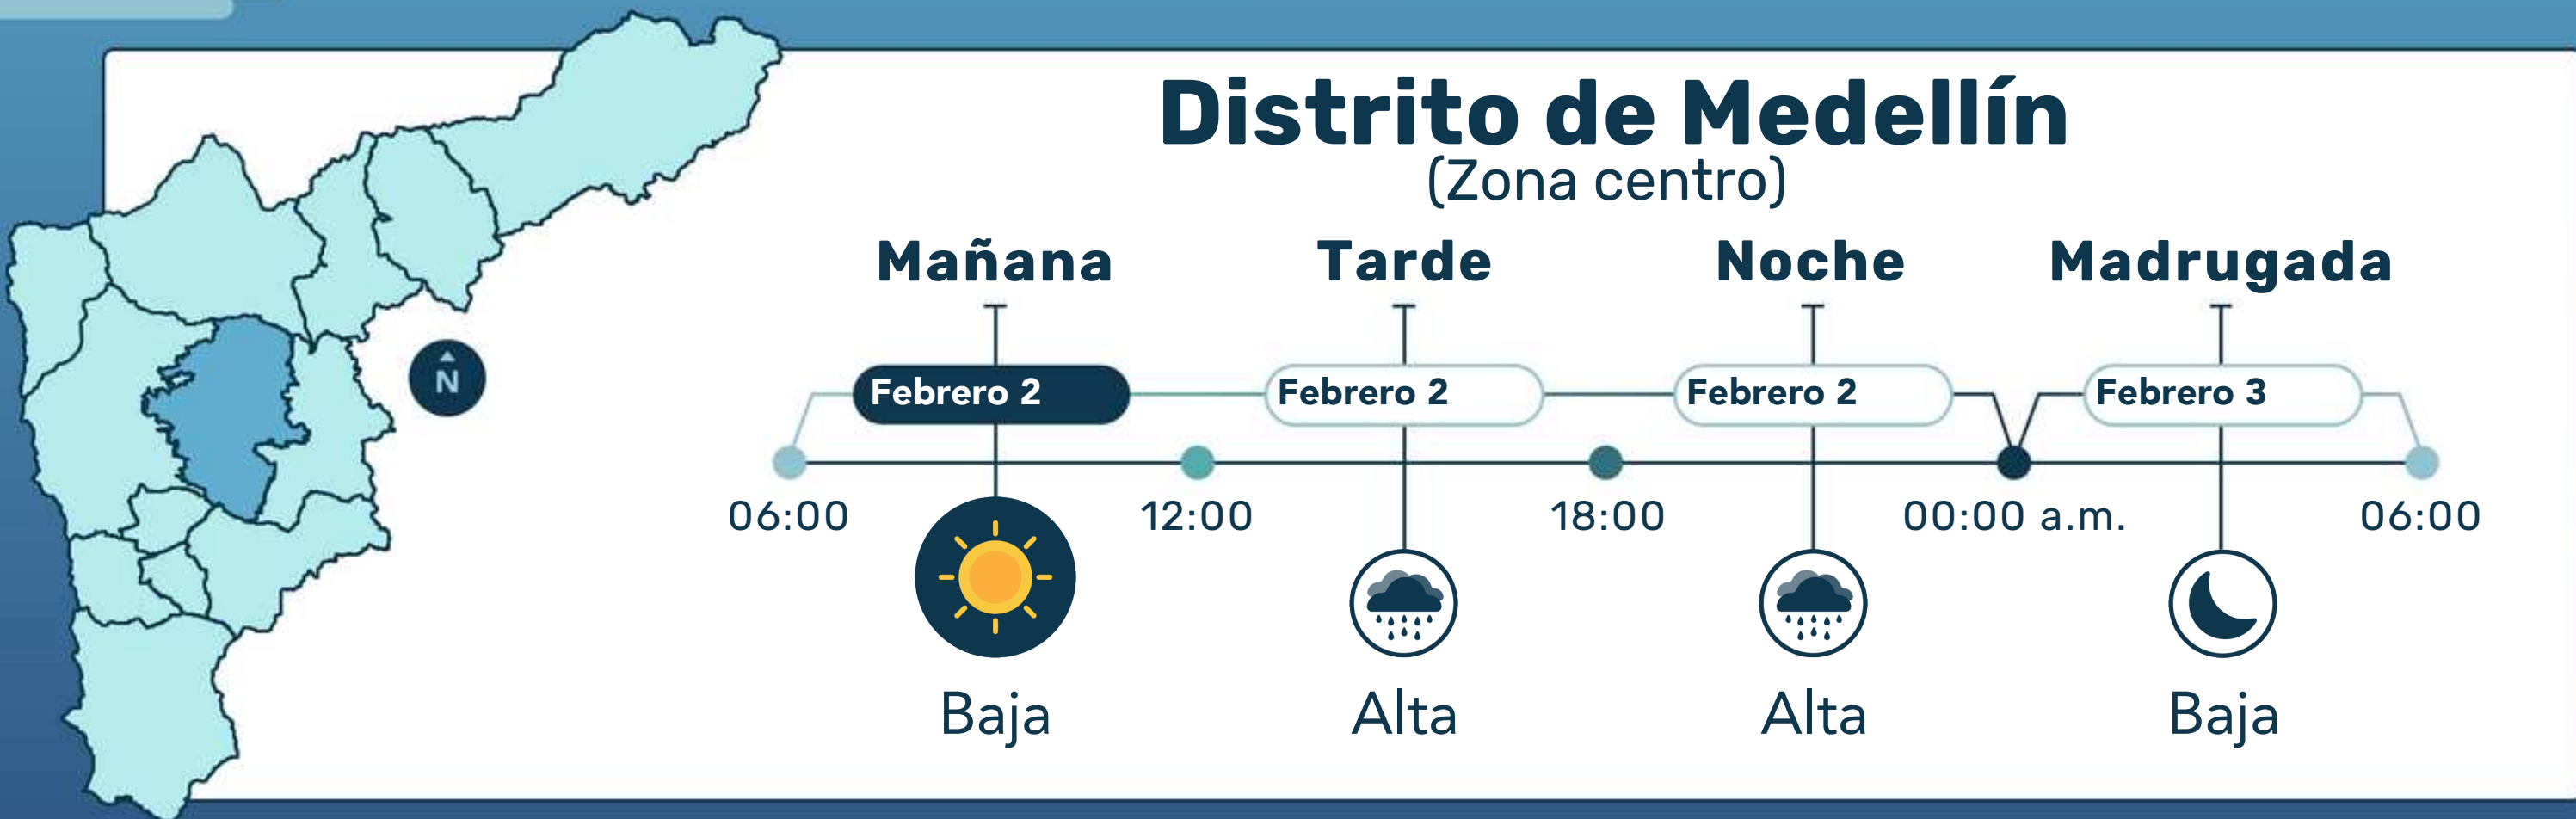 Distrito de Medellín
(Zona centro)
Mañana Tarde Noche Madrugada
N
Febrero 2 Febrero 2 Febrero 2 Febrero 3
06:00 12:00 18:00 00:00 a.m. 06:00
Baja Alta Alta Baja